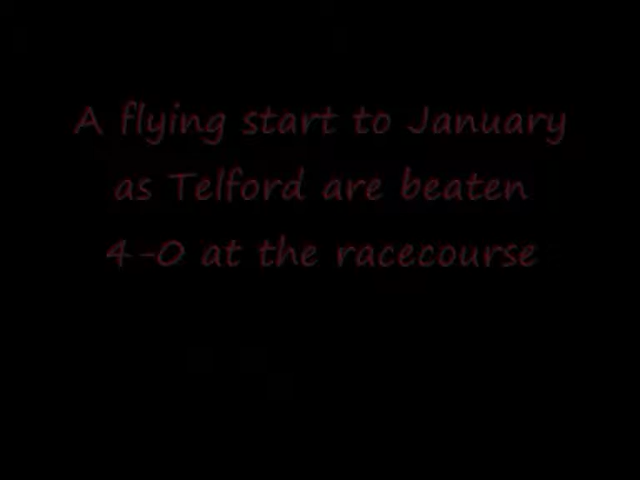 A flying start to January
as Telford are beaten
4-0 at the racecourse